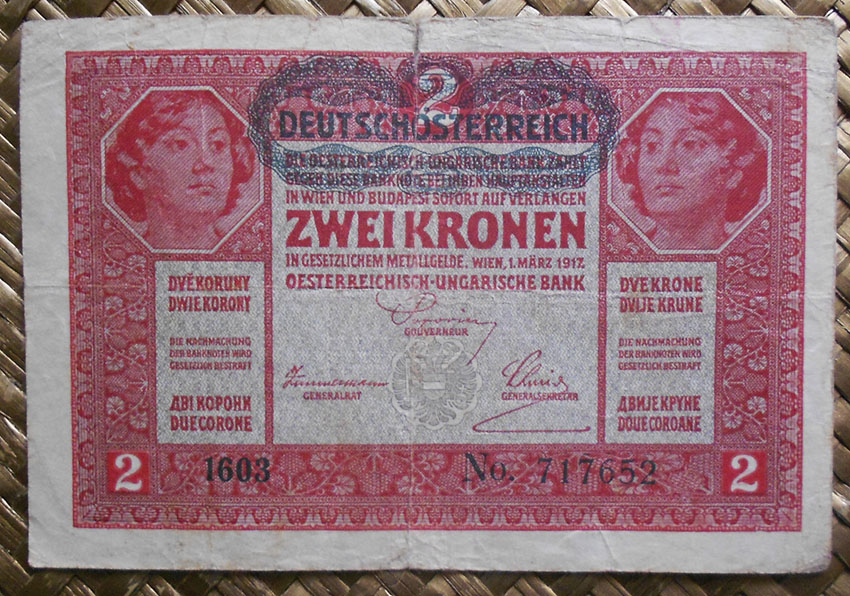 2
DEUTSCHÖSTERREICH
DIE OESTERREICHISCH-UNGARISCHE BANK ZAHLT
GEGEN DIESE BANKNOTE BEI IHREN HAUPTANSTALTEN
IN WIEN UND BUDAPEST SOFORT AUF VERLANGEN
ZWEI KRONEN
IN GESETZLICHEM METALLGELDE. WIEN, 1. MÄRZ 1917.
OESTERREICHISCH-UNGARISCHE BANK
GOUVERNEUR
GENERALRAT
GENERALSEKRETÄR
DVĚ KORUNY
DWIE KORONY
DIE NACHMACHUNG
DER BANKNOTEN WIRD
GESETZLICH BESTRAFT
ДВІ КОРОНИ
DUE CORONE
DVE KRONE
DVIJE KRUNE
DIE NACHMACHUNG
DER BANKNOTEN WIRD
GESETZLICH BESTRAFT
ДВИЈЕ КРУНЕ
DOUE COROANE
2
1603
No. 717652
2